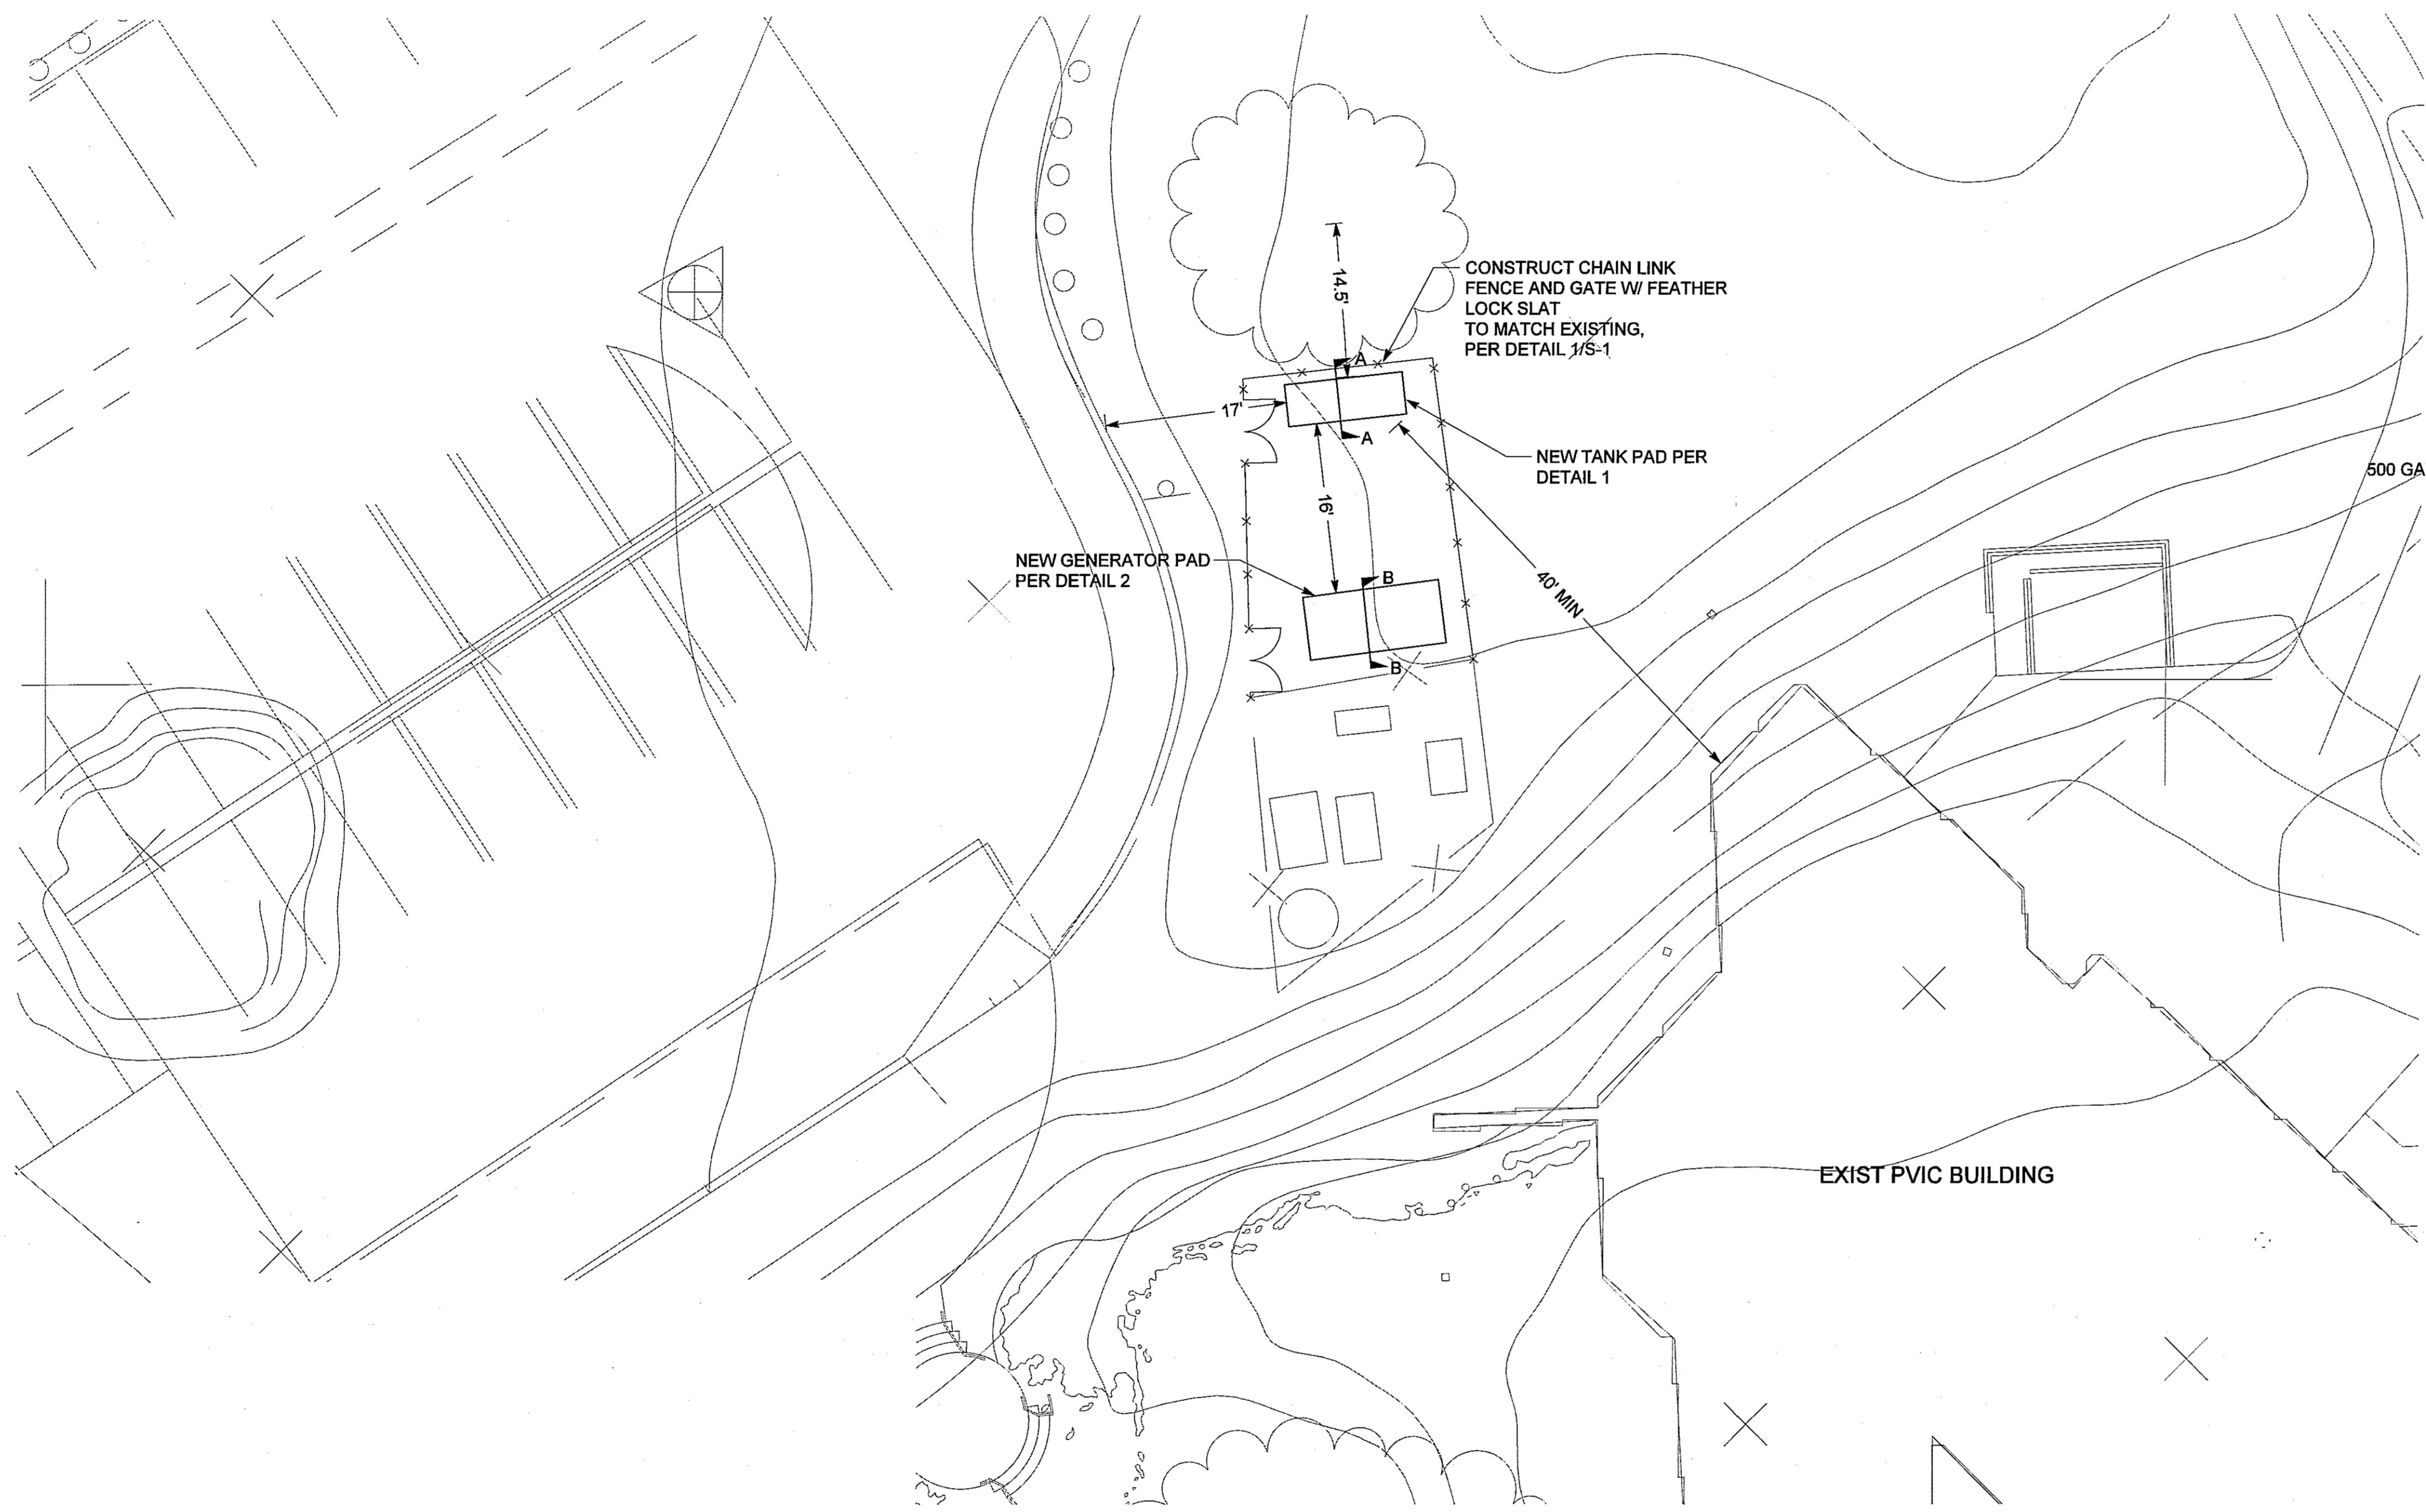 14.5'
CONSTRUCT CHAIN LINK
FENCE AND GATE W/ FEATHER
LOCK SLAT
TO MATCH EXISTING,
PER DETAIL 1/S-1
A
17'
A
NEW TANK PAD PER
DETAIL 1
500 GA
16'
NEW GENERATOR PAD
PER DETAIL 2
B
40' MIN
B
EXIST PVIC BUILDING